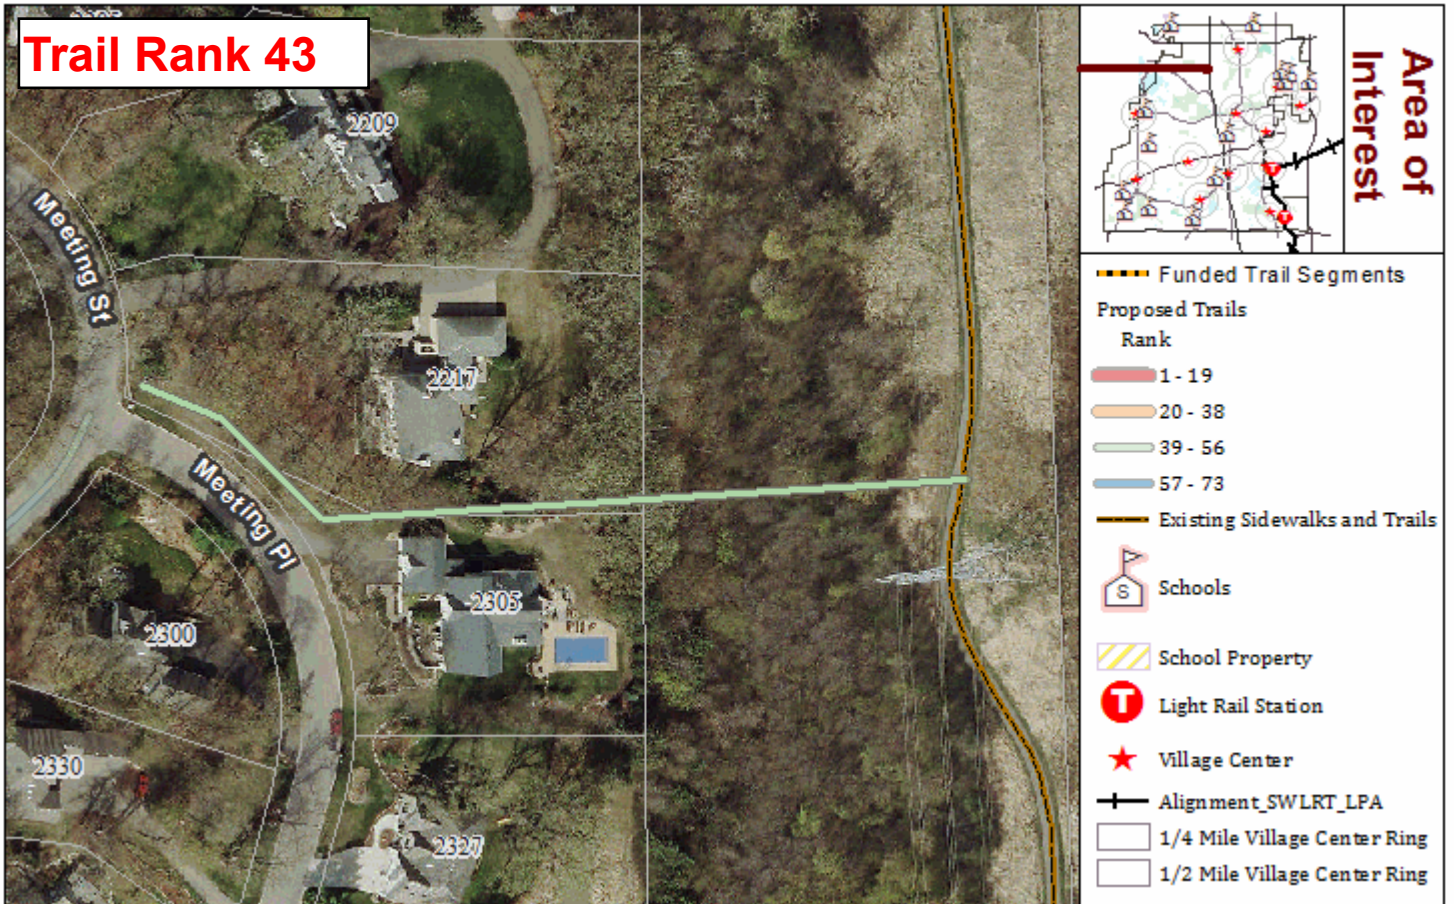 Trail Rank 43
2209
Meeting St
2217
Meeting Pl
2305
2300
2330
2327
Area of
Interest
T
T
Funded Trail Segments
Proposed Trails
Rank
1 - 19
20 - 38
39 - 56
57 - 73
Existing Sidewalks and Trails
S
Schools
School Property
T
Light Rail Station
Village Center
Alignment_SWLRT_LPA
1/4 Mile Village Center Ring
1/2 Mile Village Center Ring